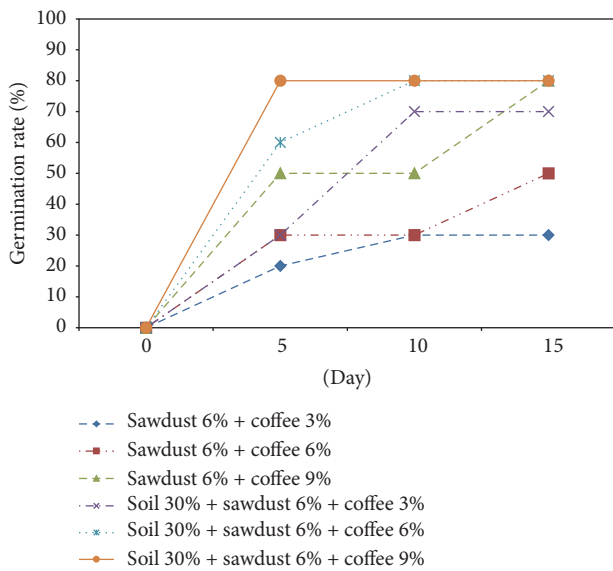 100
90
80
70
60
50
40
30
20
10
0
Germination rate (%)
0 5 10 15
(Day)
Sawdust 6% + coffee 3%
Sawdust 6% + coffee 6%
Sawdust 6% + coffee 9%
Soil 30% + sawdust 6% + coffee 3%
Soil 30% + sawdust 6% + coffee 6%
Soil 30% + sawdust 6% + coffee 9%